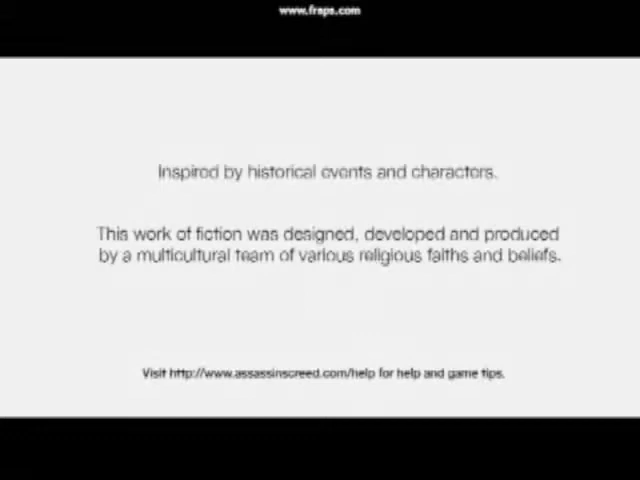 www.fraps.com
Inspired by historical events and characters.
This work of fiction was designed, developed and produced
by a multicultural team of various religious faiths and beliefs.
Visit http://www.assassinscreed.com/help for help and game tips.